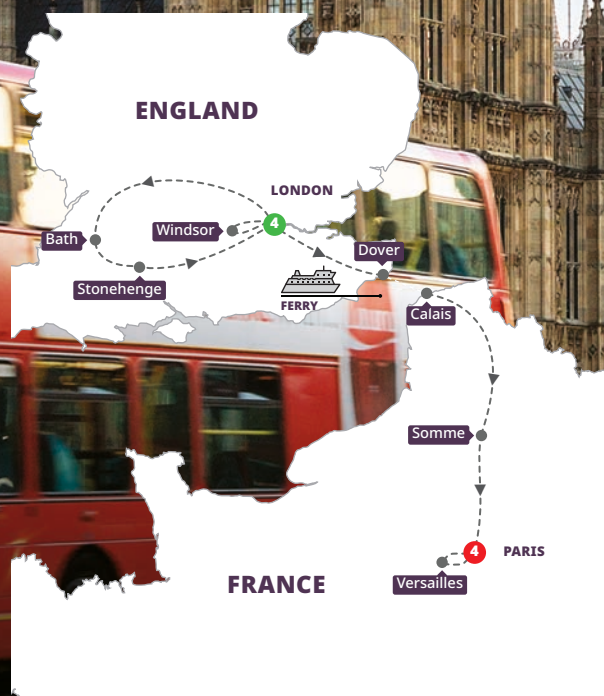 ENGLAND
LONDON
4
Windsor
Bath
Dover
Stonehenge
FERRY
Calais
Somme
4
PARIS
Versailles
FRANCE